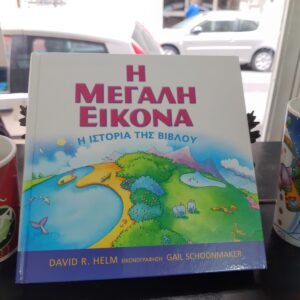 Η
ΜΕΓΑΛΗ
ΕΙΚΟΝΑ
Η ΙΣΤΟΡΙΑ ΤΗΣ ΒΙΒΛΟΥ
DAVID R. HELM ΕΙΚΟΝΟΓΡΑΦΗΣΗ GAIL SCHOONMAKER